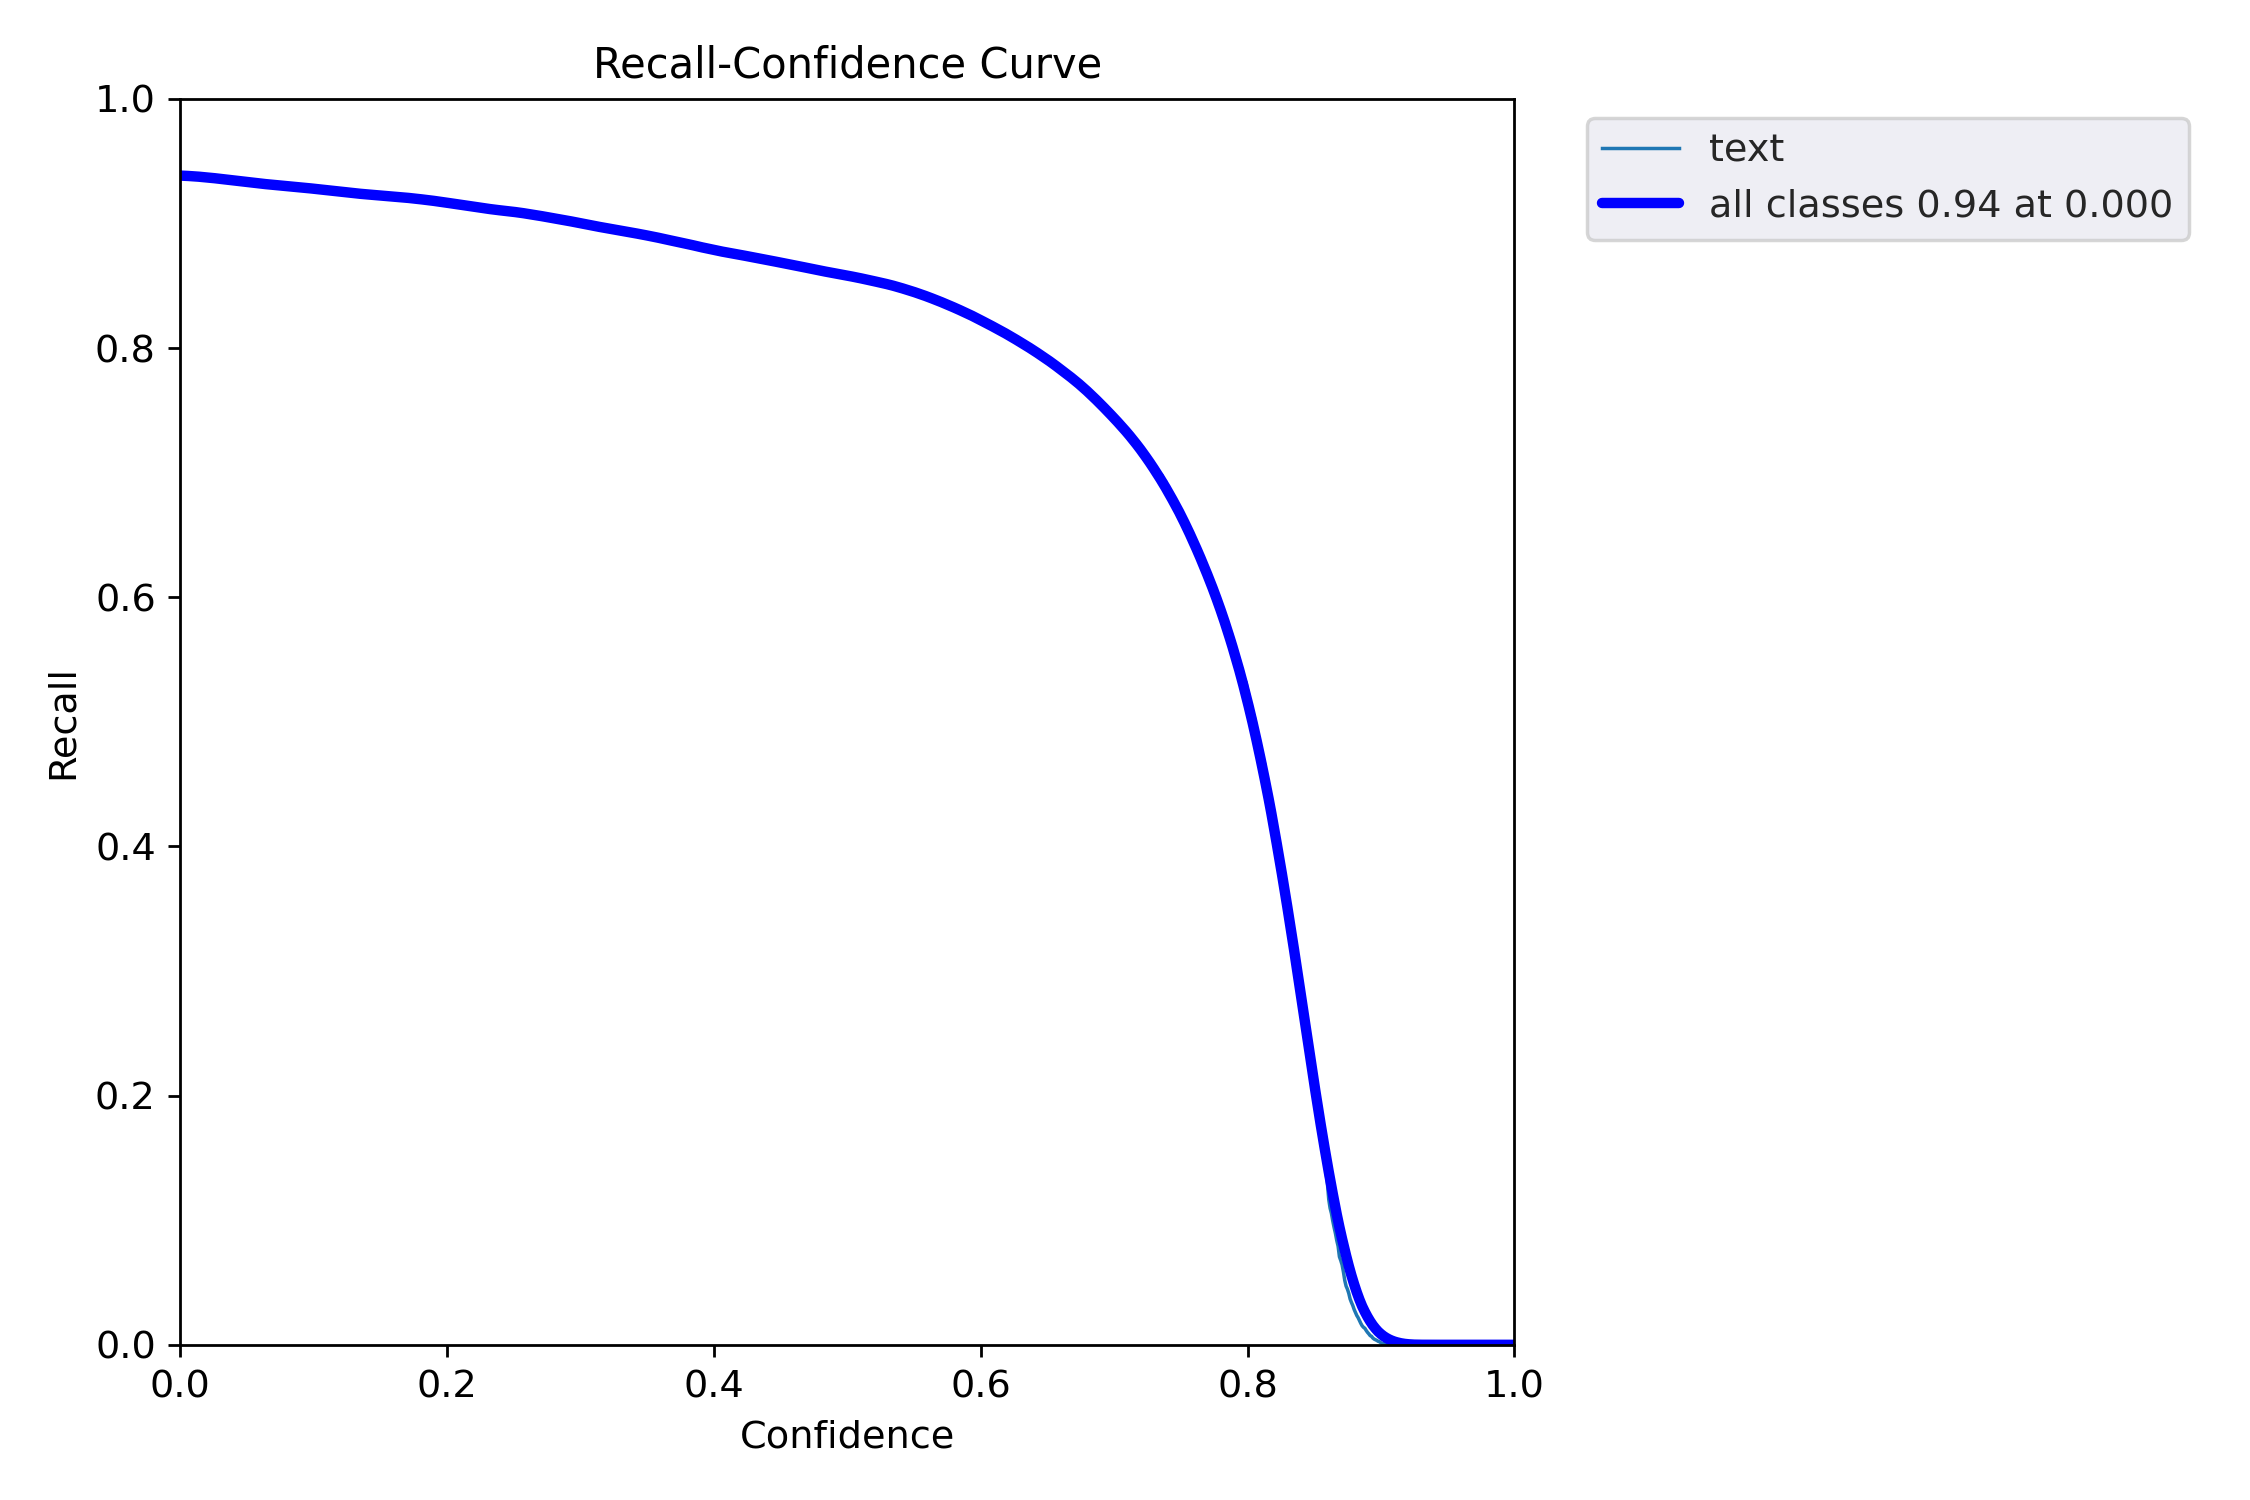 Recall-Confidence Curve
1.0
0.8
0.6
0.4
0.2
0.0
Recall
0.0 0.2 0.4 0.6 0.8 1.0
Confidence
text
all classes 0.94 at 0.000